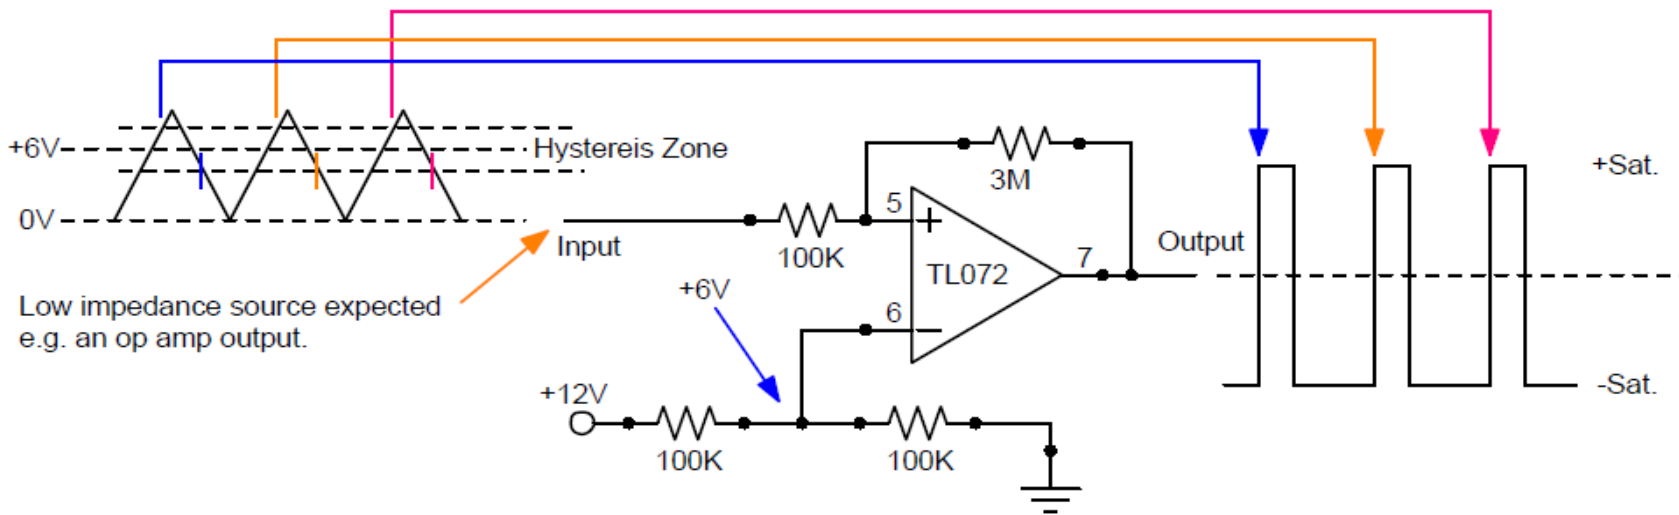 +6V
0V
Hystereis Zone
Input
Low impedance source expected
e.g. an op amp output.
100K
3M
5
+
6
−
7
TL072
+6V
+12V
100K
100K
Output
+Sat.
-Sat.